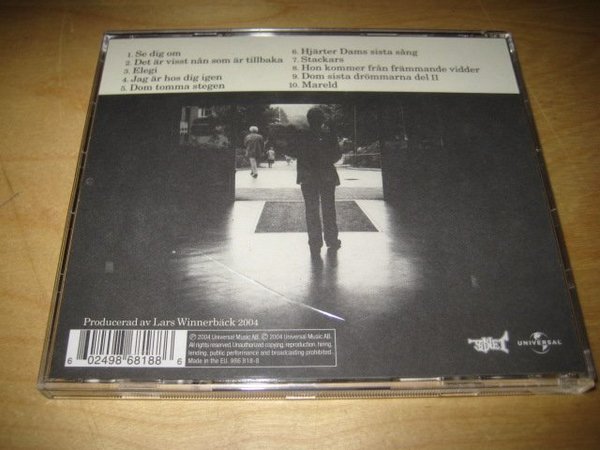 1. Se dig om
2. Det är visst nån som är tillbaka
3. Elegi
4. Jag är hos dig igen
5. Dom tomma stegen
6. Hjärter Dams sista sång
7. Stackars
8. Hon kommer från främmande vidder
9. Dom sista drömmarna del II
10. Mareld
Producerad av Lars Winnerbäck 2004
6 02498 68188 6
℗ 2004 Universal Music AB. © 2004 Universal Music AB.
All rights reserved. Unauthorized copying, reproduction, hiring,
lending, public performance and broadcasting prohibited.
Made in the EU. 986 818-8
UNIVERSAL